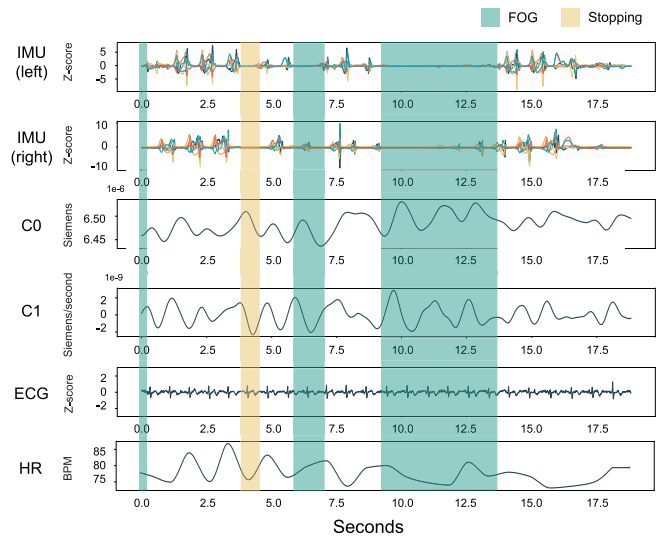 FOG Stopping
IMU (left) Z-score 5 0 −5
0.0 2.5 5.0 7.5 10.0 12.5 15.0 17.5
IMU (right) Z-score 10 0 −10
0.0 2.5 5.0 7.5 10.0 12.5 15.0 17.5
1e-6
C0 Siemens 6.50 6.45
0.0 2.5 5.0 7.5 10.0 12.5 15.0 17.5
1e-9
C1 Siemens/second 2 0 −2
0.0 2.5 5.0 7.5 10.0 12.5 15.0 17.5
ECG Z-score 2 0 −2
0.0 2.5 5.0 7.5 10.0 12.5 15.0 17.5
HR BPM 85 80 75
0.0 2.5 5.0 7.5 10.0 12.5 15.0 17.5
Seconds